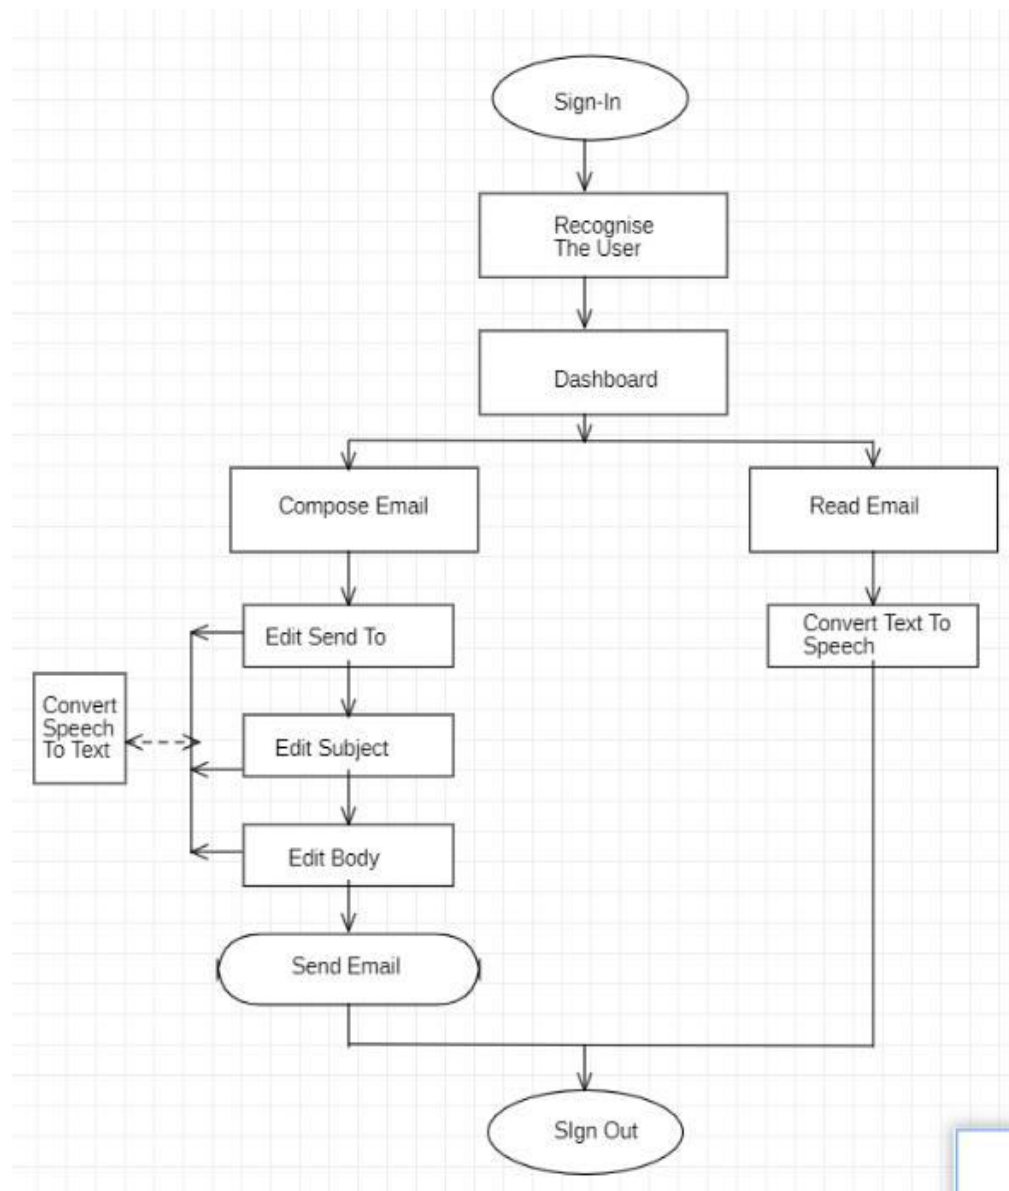 Sign-In
Recognise
The User
Dashboard
Compose Email
Read Email
Edit Send To
Convert Text To
Speech
Convert
Speech
To Text
Edit Subject
Edit Body
Send Email
SIgn Out